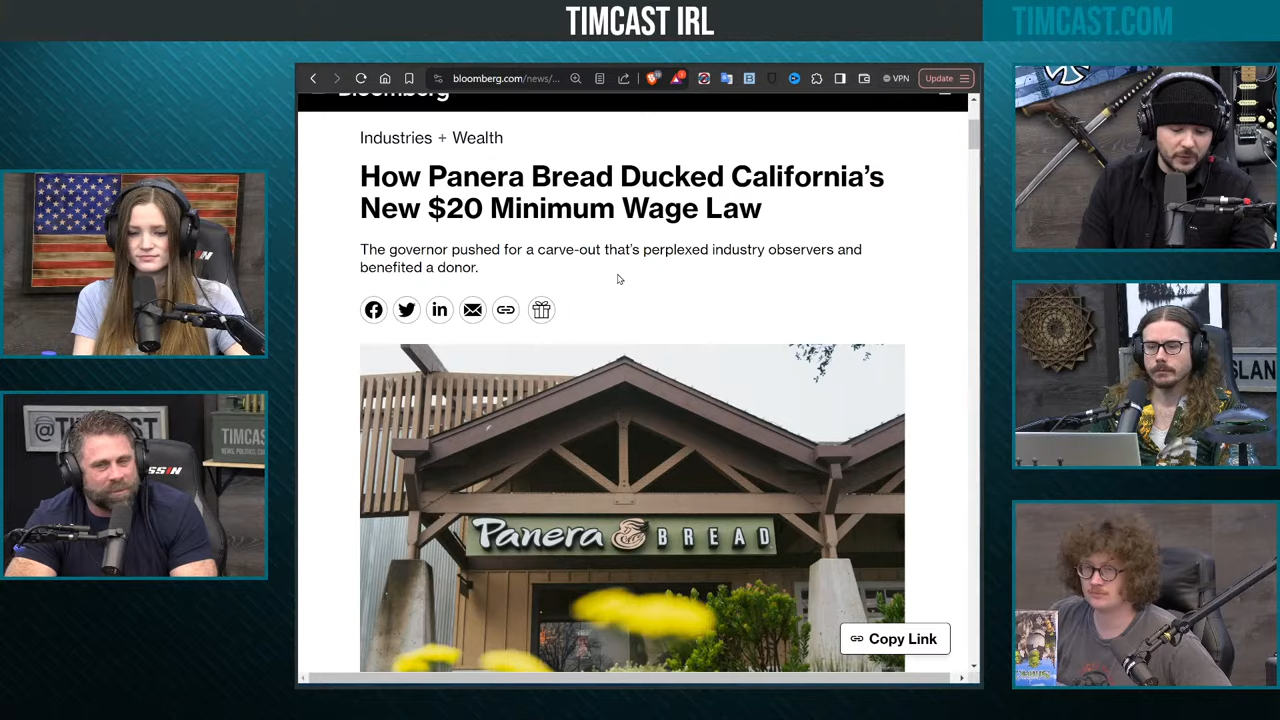 TIMCAST IRL
TIMCAST.COM
bloomberg.com/news/...
VPN
Update
Bloomberg
Industries + Wealth
How Panera Bread Ducked California's
New $20 Minimum Wage Law
The governor pushed for a carve-out that's perplexed industry observers and
benefited a donor.
Panera BREAD
Copy Link
@TIMCAST
TIMCAS